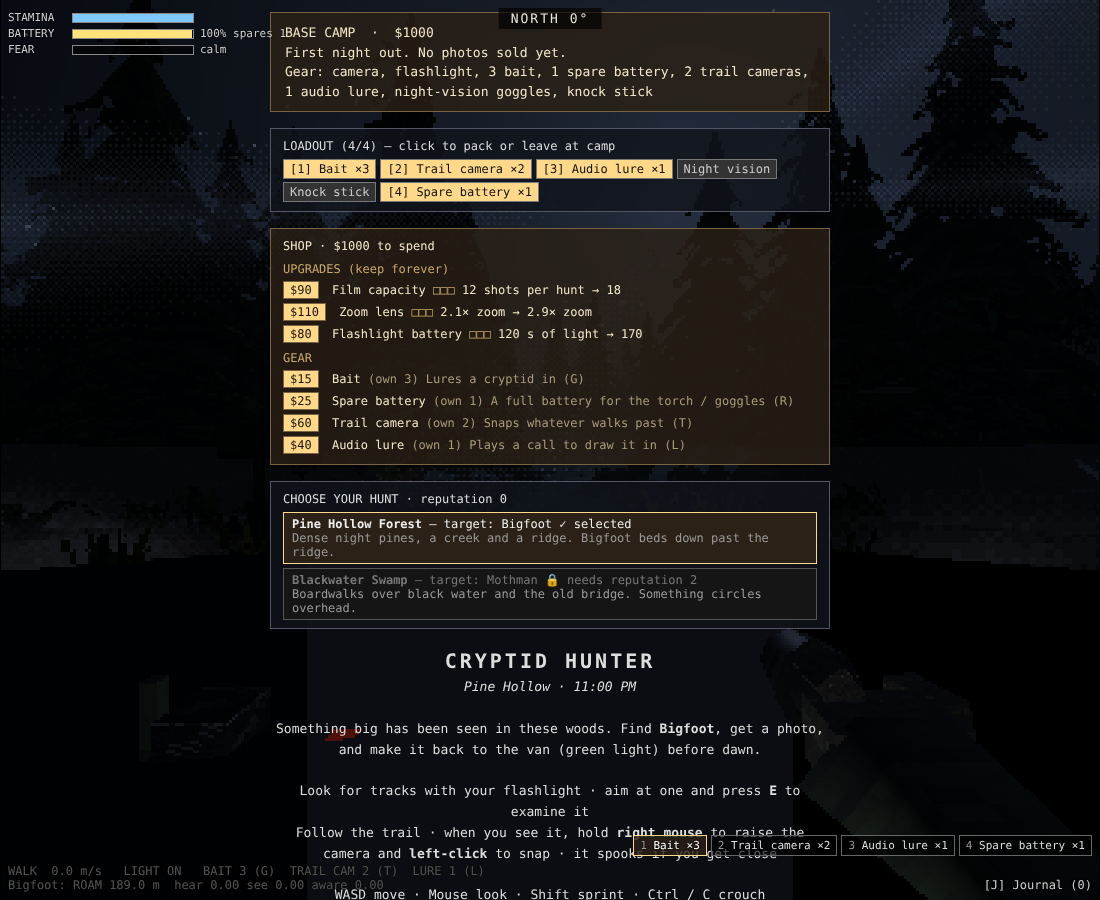 NORTH 0°
STAMINA
BATTERY 100% spares 1
FEAR calm
BASE CAMP · $1000
First night out. No photos sold yet.
Gear: camera, flashlight, 3 bait, 1 spare battery, 2 trail cameras,
1 audio lure, night-vision goggles, knock stick
LOADOUT (4/4) — click to pack or leave at camp
[1] Bait ×3 [2] Trail camera ×2 [3] Audio lure ×1 Night vision
Knock stick [4] Spare battery ×1
SHOP · $1000 to spend
UPGRADES (keep forever)
$90 Film capacity □□□ 12 shots per hunt → 18
$110 Zoom lens □□□ 2.1× zoom → 2.9× zoom
$80 Flashlight battery □□□ 120 s of light → 170
GEAR
$15 Bait (own 3) Lures a cryptid in (G)
$25 Spare battery (own 1) A full battery for the torch / goggles (R)
$60 Trail camera (own 2) Snaps whatever walks past (T)
$40 Audio lure (own 1) Plays a call to draw it in (L)
CHOOSE YOUR HUNT · reputation 0
Pine Hollow Forest — target: Bigfoot ✓ selected
Dense night pines, a creek and a ridge. Bigfoot beds down past the
ridge.
Blackwater Swamp — target: Mothman 🔒 needs reputation 2
Boardwalks over black water and the old bridge. Something circles
overhead.
CRYPTID HUNTER
Pine Hollow · 11:00 PM
Something big has been seen in these woods. Find Bigfoot, get a photo,
and make it back to the van (green light) before dawn.
Look for tracks with your flashlight · aim at one and press E to
examine it
Follow the trail · when you see it, hold right mouse to raise the
camera and left-click to snap · it spooks if you get close
1 Bait ×3 2 Trail camera ×2 3 Audio lure ×1 4 Spare battery ×1
WALK 0.0 m/s LIGHT ON BAIT 3 (G) TRAIL CAM 2 (T) LURE 1 (L)
Bigfoot: ROAM 189.0 m hear 0.00 see 0.00 aware 0.00
[J] Journal (0)
WASD move · Mouse look · Shift sprint · Ctrl / C crouch